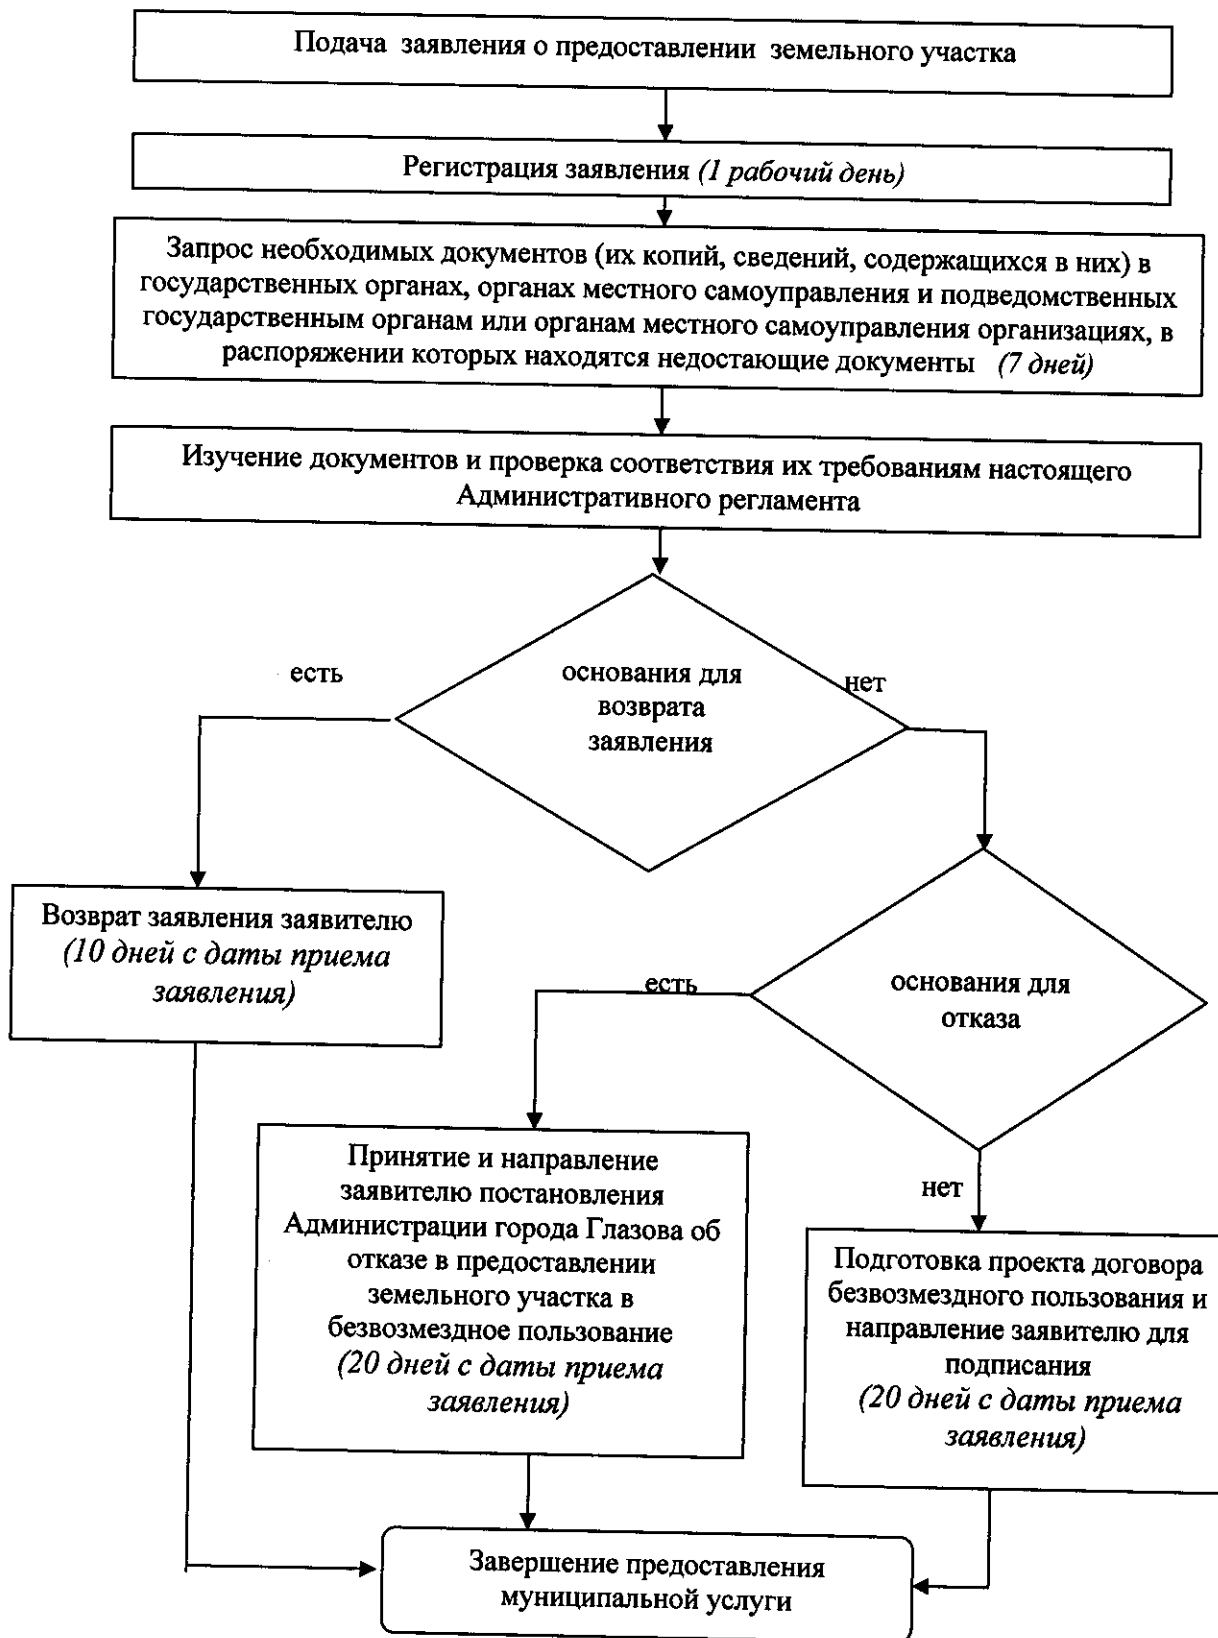 Подача заявления о предоставлении земельного участка
Регистрация заявления (1 рабочий день)
Запрос необходимых документов (их копий, сведений, содержащихся в них) в
государственных органах, органах местного самоуправления и подведомственных
государственным органам или органам местного самоуправления организациях, в
распоряжении которых находятся недостающие документы (7 дней)
Изучение документов и проверка соответствия их требованиям настоящего
Административного регламента
есть
основания для
возврата
заявления
нет
Возврат заявления заявителю
(10 дней с даты приема
заявления)
есть
основания для
отказа
Принятие и направление
заявителю постановления
Администрации города Глазова об
отказе в предоставлении
земельного участка в
безвозмездное пользование
(20 дней с даты приема
заявления)
нет
Подготовка проекта договора
безвозмездного пользования и
направление заявителю для
подписания
(20 дней с даты приема
заявления)
Завершение предоставления
муниципальной услуги